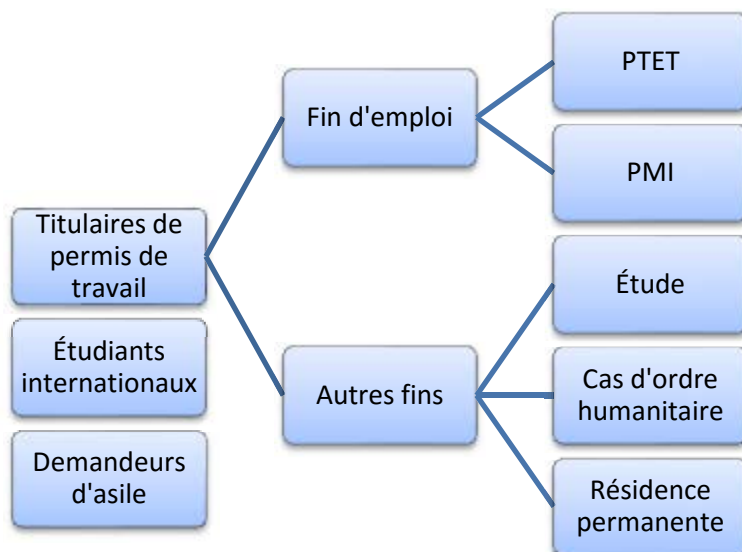 Titulaires de
permis de
travail
Étudiants
internationaux
Demandeurs
d'asile
Fin d'emploi
Autres fins
PTET
PMI
Étude
Cas d'ordre
humanitaire
Résidence
permanente